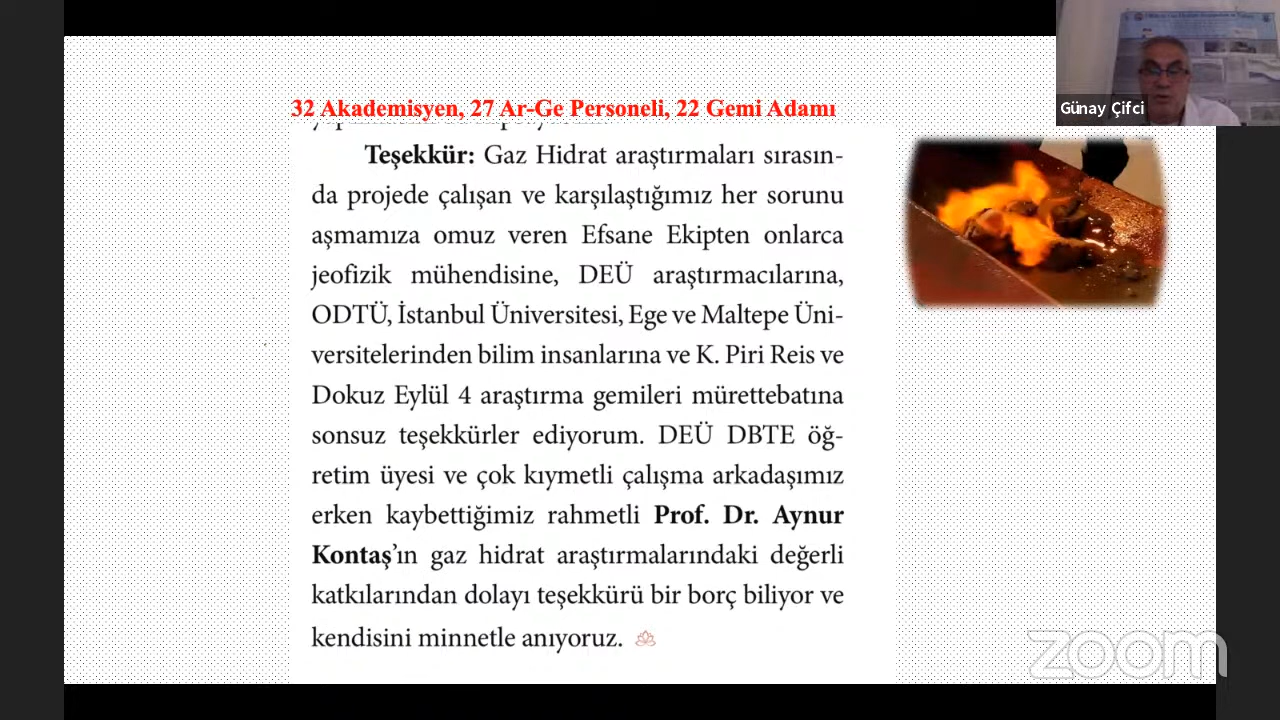 32 Akademisyen, 27 Ar-Ge Personeli, 22 Gemi Adamı
Teşekkür: Gaz Hidrat araştırmaları sırasın-
da projede çalışan ve karşılaştığımız her sorunu
aşmamıza omuz veren Efsane Ekipten onlarca
jeofizik mühendisine, DEÜ araştırmacılarına,
ODTÜ, İstanbul Üniversitesi, Ege ve Maltepe Üni-
versitelerinden bilim insanlarına ve K. Piri Reis ve
Dokuz Eylül 4 araştırma gemileri mürettebatına
sonsuz teşekkürler ediyorum. DEÜ DBTE öğ-
retim üyesi ve çok kıymetli çalışma arkadaşımız
erken kaybettiğimiz rahmetli Prof. Dr. Aynur
Kontaş'ın gaz hidrat araştırmalarındaki değerli
katkılarından dolayı teşekkürü bir borç biliyor ve
kendisini minnetle anıyoruz.
Günay Çifci
zoom